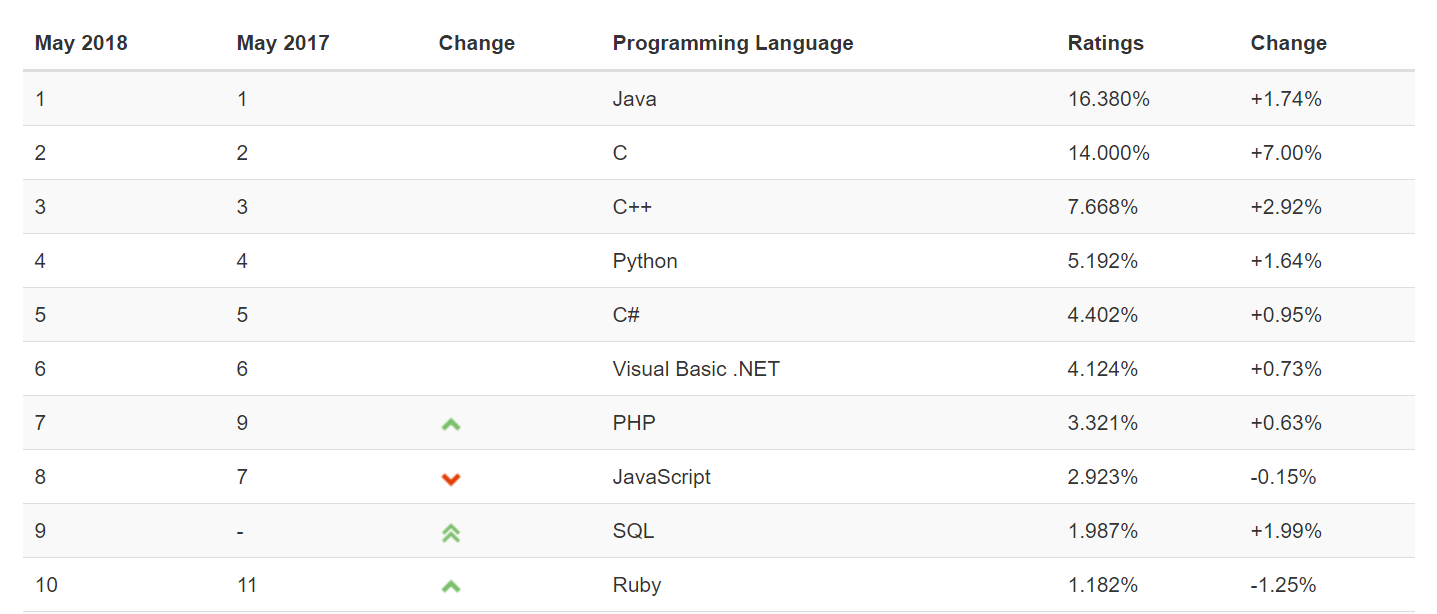 May 2018 May 2017 Change Programming Language Ratings Change
1 1 Java 16.380% +1.74%
2 2 C 14.000% +7.00%
3 3 C++ 7.668% +2.92%
4 4 Python 5.192% +1.64%
5 5 C# 4.402% +0.95%
6 6 Visual Basic .NET 4.124% +0.73%
7 9 PHP 3.321% +0.63%
8 7 JavaScript 2.923% -0.15%
9 - SQL 1.987% +1.99%
10 11 Ruby 1.182% -1.25%